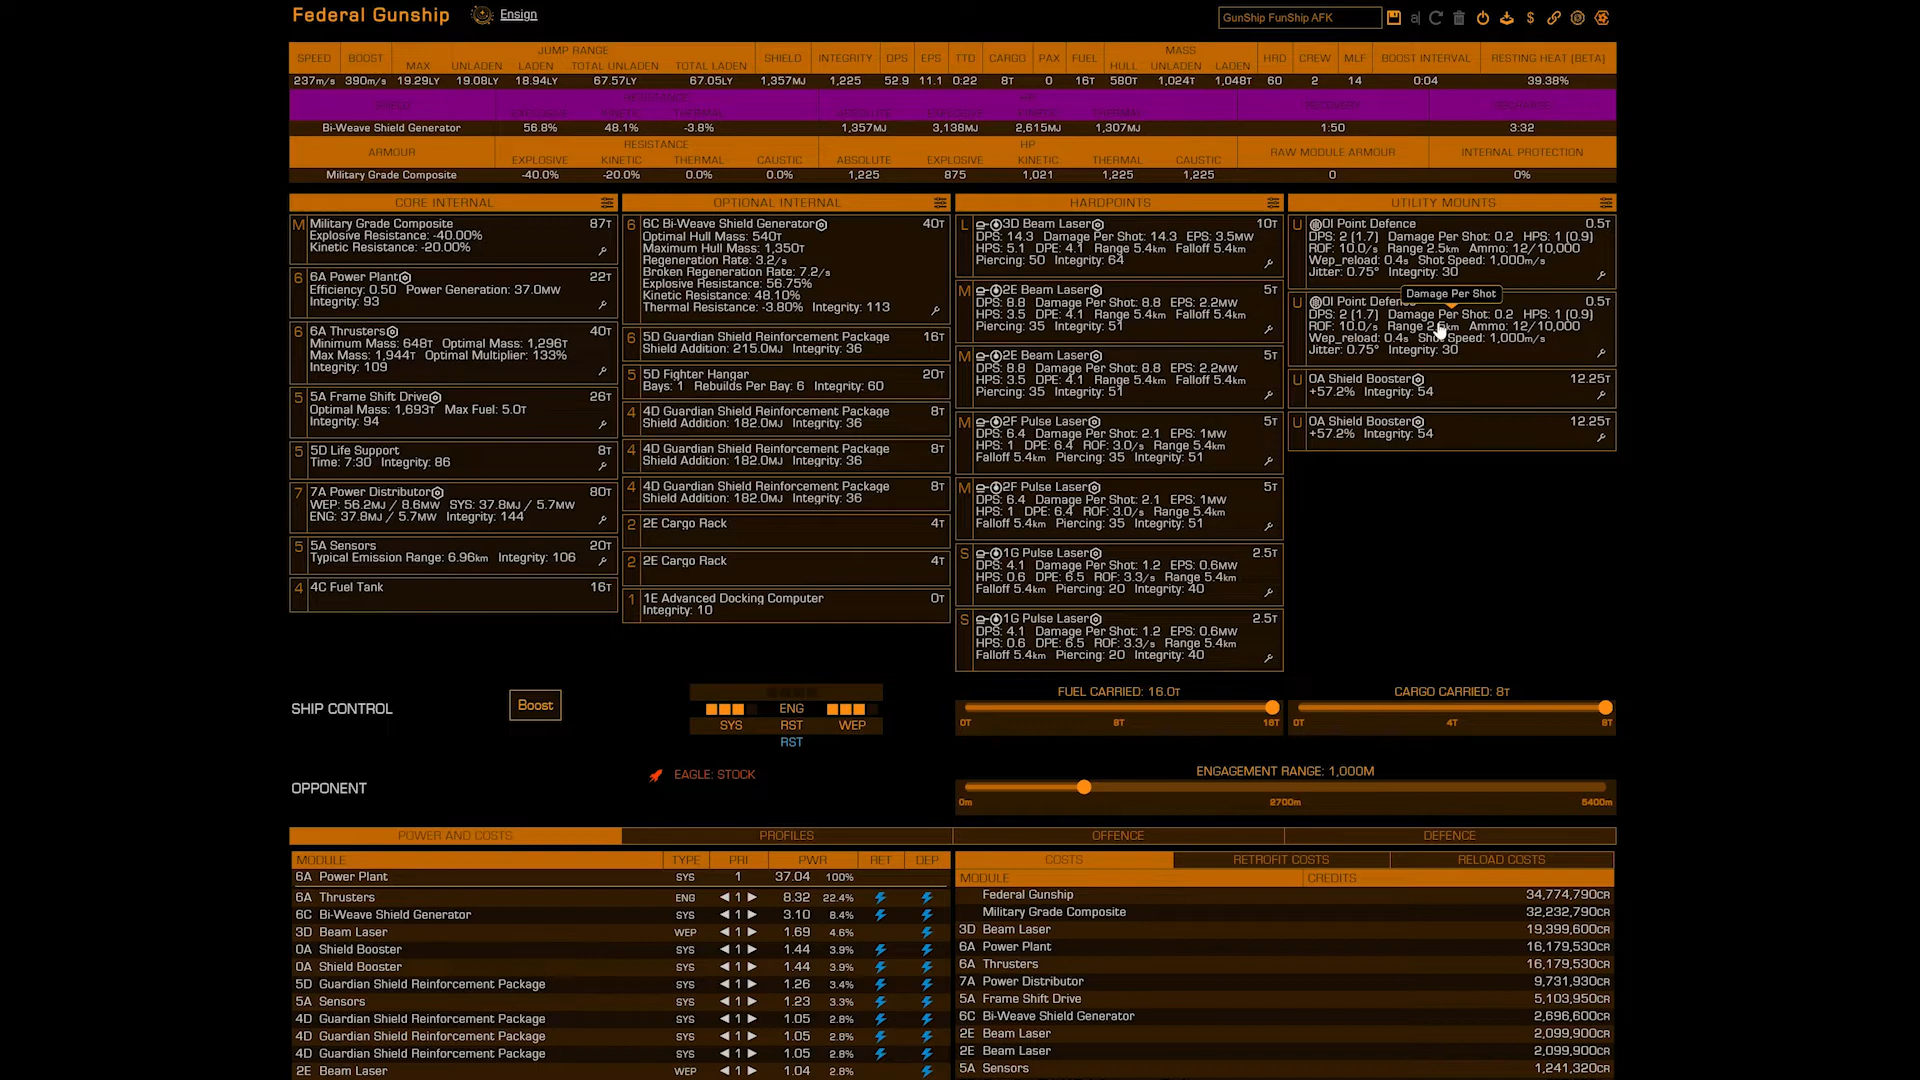 Federal Gunship
Ensign
GunShip FunShip AFK
SPEED BOOST JUMP RANGE SHIELD INTEGRITY DPS EPS TTD CARGO PAX FUEL MASS HRD CREW MLF BOOST INTERVAL RESTING HEAT (BETA)
MAX UNLADEN LADEN TOTAL UNLADEN TOTAL LADEN HULL UNLADEN LADEN
237m/s 390m/s 19.29LY 19.08LY 18.94LY 67.57LY 67.05LY 1,357MJ 1,225 52.9 11.1 0:22 8T 0 16T 580T 1,024T 1,048T 60 2 14 0:04 39.38%
SHIELD RESISTANCE HP RECOVERY RECHARGE
EXPLOSIVE KINETIC THERMAL ABSOLUTE EXPLOSIVE KINETIC THERMAL
Bi-Weave Shield Generator 56.8% 48.1% -3.8% 1,357MJ 3,138MJ 2,615MJ 1,307MJ 1:50 3:32
ARMOUR RESISTANCE HP RAW MODULE ARMOUR INTERNAL PROTECTION
EXPLOSIVE KINETIC THERMAL CAUSTIC ABSOLUTE EXPLOSIVE KINETIC THERMAL CAUSTIC
Military Grade Composite -40.0% -20.0% 0.0% 0.0% 1,225 875 1,021 1,225 1,225 0 0%
CORE INTERNAL
M Military Grade Composite 87T
Explosive Resistance: -40.00%
Kinetic Resistance: -20.00%
6 6A Power Plant 22T
Efficiency: 0.50 Power Generation: 37.0MW
Integrity: 93
6 6A Thrusters 40T
Minimum Mass: 648T Optimal Mass: 1,296T
Max Mass: 1,944T Optimal Multiplier: 133%
Integrity: 109
5 5A Frame Shift Drive 26T
Optimal Mass: 1,693T Max Fuel: 5.0T
Integrity: 94
5 5D Life Support 8T
Time: 7:30 Integrity: 86
7 7A Power Distributor 80T
WEP: 56.2MJ / 8.6MW SYS: 37.8MJ / 5.7MW
ENG: 37.8MJ / 5.7MW Integrity: 144
5 5A Sensors 20T
Typical Emission Range: 6.96km Integrity: 106
4 4C Fuel Tank 16T
OPTIONAL INTERNAL
6 6C Bi-Weave Shield Generator 40T
Optimal Hull Mass: 540T
Maximum Hull Mass: 1,350T
Regeneration Rate: 3.2/s
Broken Regeneration Rate: 7.2/s
Explosive Resistance: 56.75%
Kinetic Resistance: 48.10%
Thermal Resistance: -3.80% Integrity: 113
6 5D Guardian Shield Reinforcement Package 16T
Shield Addition: 215.0MJ Integrity: 36
5 5D Fighter Hangar 20T
Bays: 1 Rebuilds Per Bay: 6 Integrity: 60
4 4D Guardian Shield Reinforcement Package 8T
Shield Addition: 182.0MJ Integrity: 36
4 4D Guardian Shield Reinforcement Package 8T
Shield Addition: 182.0MJ Integrity: 36
4 4D Guardian Shield Reinforcement Package 8T
Shield Addition: 182.0MJ Integrity: 36
2 2E Cargo Rack 4T
2 2E Cargo Rack 4T
1 1E Advanced Docking Computer 0T
Integrity: 10
HARDPOINTS
L 3D Beam Laser 10T
DPS: 14.3 Damage Per Shot: 14.3 EPS: 3.5MW
HPS: 5.1 DPE: 4.1 Range 5.4km Falloff 5.4km
Piercing: 50 Integrity: 64
M 2E Beam Laser 5T
DPS: 8.8 Damage Per Shot: 8.8 EPS: 2.2MW
HPS: 3.5 DPE: 4.1 Range 5.4km Falloff 5.4km
Piercing: 35 Integrity: 51
M 2E Beam Laser 5T
DPS: 8.8 Damage Per Shot: 8.8 EPS: 2.2MW
HPS: 3.5 DPE: 4.1 Range 5.4km Falloff 5.4km
Piercing: 35 Integrity: 51
M 2F Pulse Laser 5T
DPS: 6.4 Damage Per Shot: 2.1 EPS: 1MW
HPS: 1 DPE: 6.4 ROF: 3.0/s Range 5.4km
Falloff 5.4km Piercing: 35 Integrity: 51
M 2F Pulse Laser 5T
DPS: 6.4 Damage Per Shot: 2.1 EPS: 1MW
HPS: 1 DPE: 6.4 ROF: 3.0/s Range 5.4km
Falloff 5.4km Piercing: 35 Integrity: 51
S 1G Pulse Laser 2.5T
DPS: 4.1 Damage Per Shot: 1.2 EPS: 0.6MW
HPS: 0.6 DPE: 6.5 ROF: 3.3/s Range 5.4km
Falloff 5.4km Piercing: 20 Integrity: 40
S 1G Pulse Laser 2.5T
DPS: 4.1 Damage Per Shot: 1.2 EPS: 0.6MW
HPS: 0.6 DPE: 6.5 ROF: 3.3/s Range 5.4km
Falloff 5.4km Piercing: 20 Integrity: 40
UTILITY MOUNTS
U 0I Point Defence 0.5T
DPS: 2 (1.7) Damage Per Shot: 0.2 HPS: 1 (0.9)
ROF: 10.0/s Range 2.5km Ammo: 12/10,000
Wep_reload: 0.4s Shot Speed: 1,000m/s
Jitter: 0.75° Integrity: 30
Damage Per Shot
U 0I Point Defence 0.5T
DPS: 2 (1.7) Damage Per Shot: 0.2 HPS: 1 (0.9)
ROF: 10.0/s Range Ammo: 12/10,000
Wep_reload: 0.4s Shot Speed: 1,000m/s
Jitter: 0.75° Integrity: 30
U 0A Shield Booster 12.25T
+57.2% Integrity: 54
U 0A Shield Booster 12.25T
+57.2% Integrity: 54
SHIP CONTROL
Boost
ENG
SYS RST WEP
RST
FUEL CARRIED: 16.0T
0T 8T 16T
CARGO CARRIED: 8T
0T 4T 8T
OPPONENT
EAGLE: STOCK
ENGAGEMENT RANGE: 1,000M
0m 2700m 5400m
POWER AND COSTS PROFILES OFFENCE DEFENCE
MODULE TYPE PRI PWR RET DEP
6A Power Plant SYS 1 37.04 100%
6A Thrusters ENG 1 8.32 22.4%
6C Bi-Weave Shield Generator SYS 1 3.10 8.4%
3D Beam Laser WEP 1 1.69 4.6%
0A Shield Booster SYS 1 1.44 3.9%
0A Shield Booster SYS 1 1.44 3.9%
5D Guardian Shield Reinforcement Package SYS 1 1.26 3.4%
5A Sensors SYS 1 1.23 3.3%
4D Guardian Shield Reinforcement Package SYS 1 1.05 2.8%
4D Guardian Shield Reinforcement Package SYS 1 1.05 2.8%
4D Guardian Shield Reinforcement Package SYS 1 1.05 2.8%
2E Beam Laser WEP 1 1.04 2.8%
COSTS RETROFIT COSTS RELOAD COSTS
MODULE CREDITS
Federal Gunship 34,774,790CR
Military Grade Composite 32,232,790CR
3D Beam Laser 19,399,600CR
6A Power Plant 16,179,530CR
6A Thrusters 16,179,530CR
7A Power Distributor 9,731,930CR
5A Frame Shift Drive 5,103,950CR
6C Bi-Weave Shield Generator 2,696,600CR
2E Beam Laser 2,099,900CR
2E Beam Laser 2,099,900CR
5A Sensors 1,241,320CR